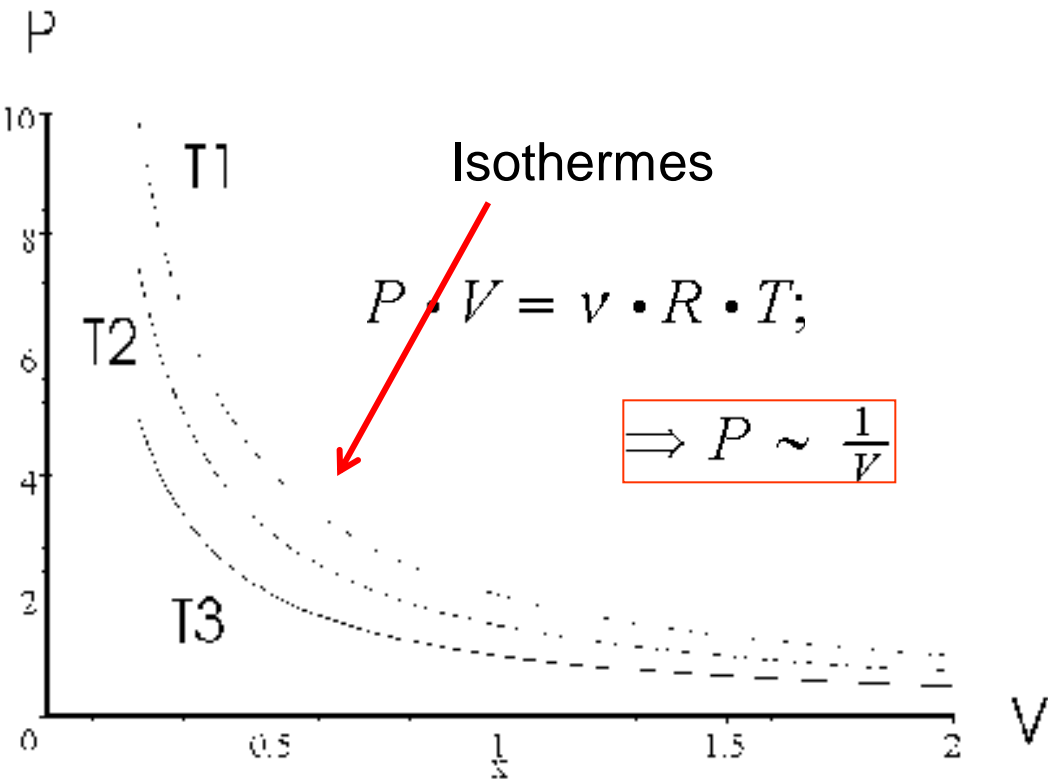 P
10
T1
Isothermes
8
P • V = ν • R • T;
T2
6
⇒ P ~ 1/V
4
2
T3
0
0.5
1
x
1.5
2
V